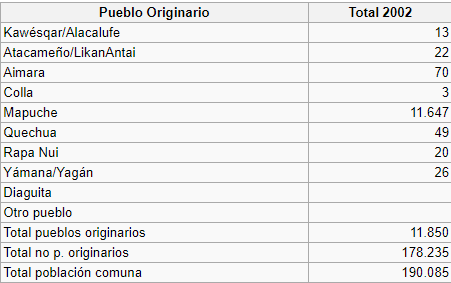 Pueblo Originario Total 2002
Kawésqar/Alacalufe 13
Atacameño/LikanAntai 22
Aimara 70
Colla 3
Mapuche 11.647
Quechua 49
Rapa Nui 20
Yámana/Yagán 26
Diaguita
Otro pueblo
Total pueblos originarios 11.850
Total no p. originarios 178.235
Total población comuna 190.085